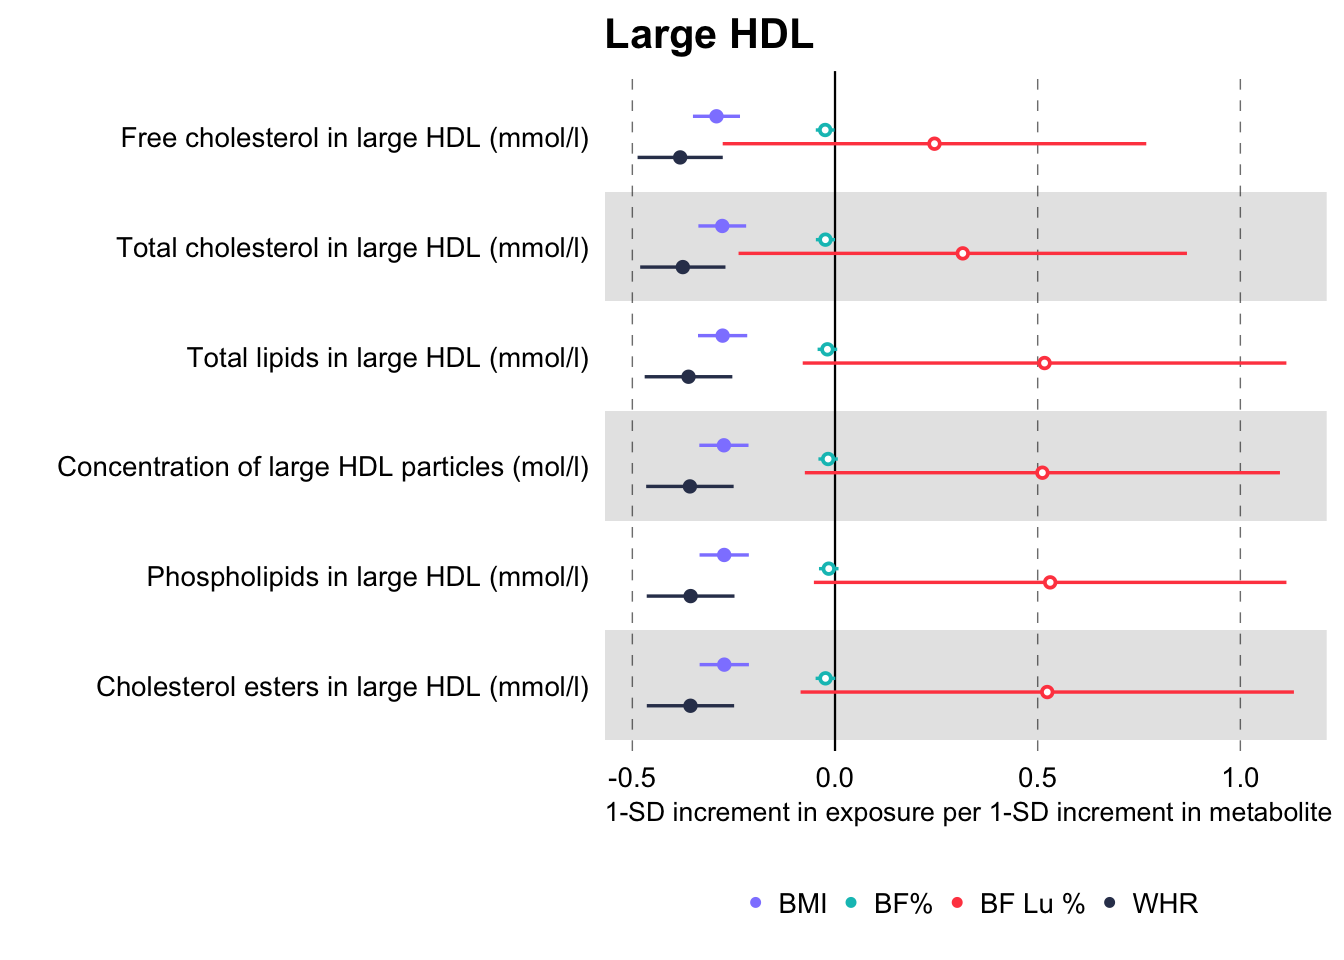 Large HDL
Free cholesterol in large HDL (mmol/l)
Total cholesterol in large HDL (mmol/l)
Total lipids in large HDL (mmol/l)
Concentration of large HDL particles (mol/l)
Phospholipids in large HDL (mmol/l)
Cholesterol esters in large HDL (mmol/l)
-0.5 0.0 0.5 1.0
1-SD increment in exposure per 1-SD increment in metabolite
BMI BF% BF Lu % WHR